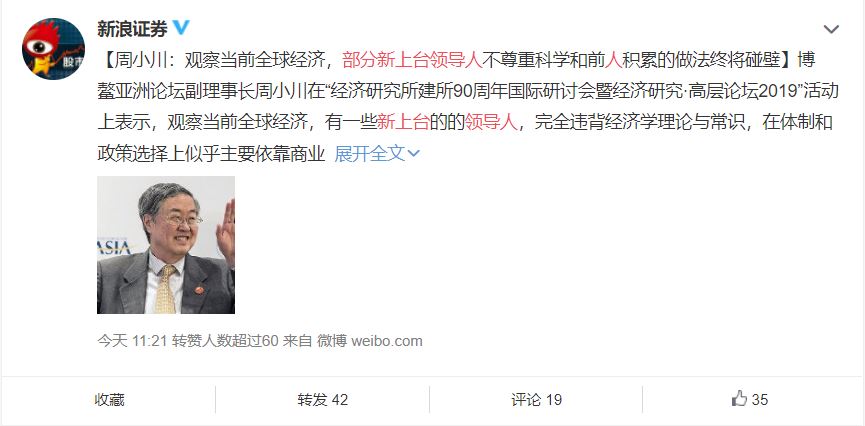 新浪证券
【周小川：观察当前全球经济，部分新上台领导人不尊重科学和前人积累的做法终将碰壁】博
鳌亚洲论坛副理事长周小川在“经济研究所建所90周年国际研讨会暨经济研究·高层论坛2019”活动
上表示，观察当前全球经济，有一些新上台的的领导人，完全违背经济学理论与常识，在体制和
政策选择上似乎主要依靠商业 展开全文
股市
ASIA
今天 11:21 转赞人数超过60 来自 微博 weibo.com
收藏
转发 42
评论 19
35